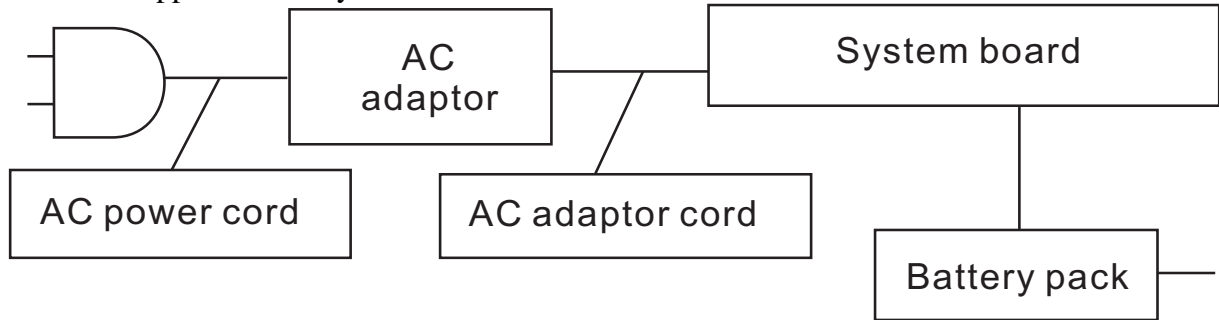 AC
adaptor
System board
AC power cord
AC adaptor cord
Battery pack